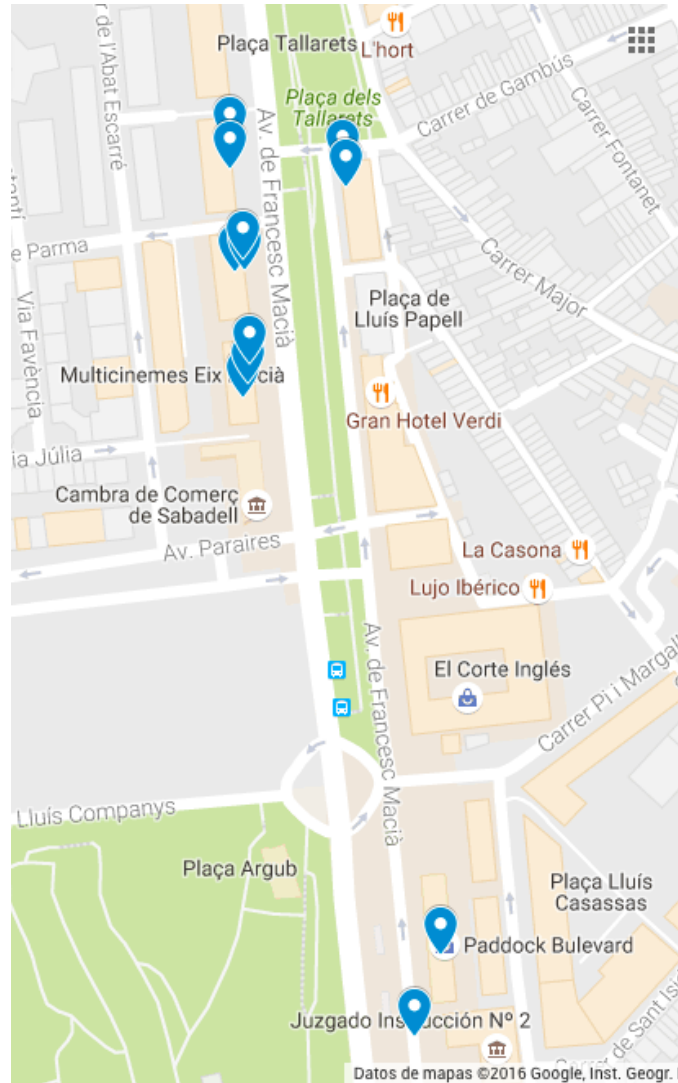 Plaça Tallarets
L'hort
r de l'Abat Escarré
Plaça dels
Tallarets
Carrer de Gambús
Carrer Fontanet
Av. de Francesc Macià
e Parma
Carrer Major
Via Favència
Plaça de
Lluís Papell
Multicinemes Eix Macià
Gran Hotel Verdi
ia Júlia
Cambra de Comerç
de Sabadell
Av. Paraires
La Casona
Lujo Ibérico
Av. de Francesc Macià
El Corte Inglés
Carrer Pi i Margall
Lluís Companys
Plaça Argub
Plaça Lluís
Casassas
Paddock Bulevard
Juzgado Instrucción Nº 2
Carrer de Sant Isi
Datos de mapas ©2016 Google, Inst. Geogr.